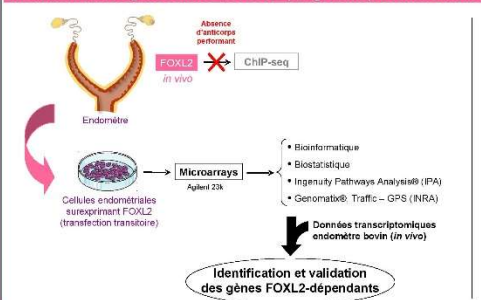 Absence
d'anticorps
performant
FOXL2
ChIP-seq
in vivo
Endomètre
Microarrays
Agilent 23k
Cellules endométriales
surexprimant FOXL2
(transfection transitoire)
• Bioinformatique
• Biostatistique
• Ingenuity Pathways Analysis® (IPA)
• Genomatix®, Traffic – GPS (INRA)
Données transcriptomiques
endomètre bovin (in vivo)
Identification et validation
des gènes FOXL2-dépendants